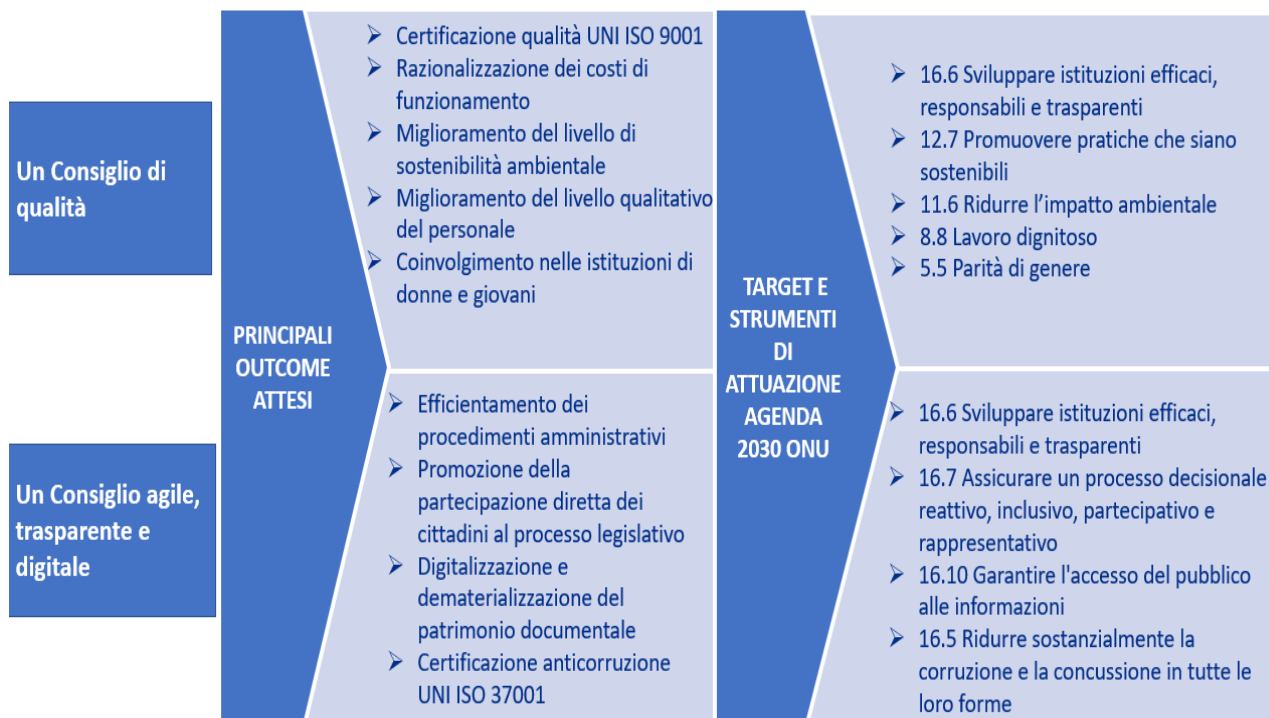 Un Consiglio di
qualità
PRINCIPALI
OUTCOME
ATTESI
Certificazione qualità UNI ISO 9001
Razionalizzazione dei costi di
funzionamento
Miglioramento del livello di
sostenibilità ambientale
Miglioramento del livello qualitativo
del personale
Coinvolgimento nelle istituzioni di
donne e giovani
TARGET E
STRUMENTI
DI
ATTUAZIONE
AGENDA
2030 ONU
16.6 Sviluppare istituzioni efficaci,
responsabili e trasparenti
12.7 Promuovere pratiche che siano
sostenibili
11.6 Ridurre l’impatto ambientale
8.8 Lavoro dignitoso
5.5 Parità di genere
Un Consiglio agile,
trasparente e
digitale
Efficientamento dei
procedimenti amministrativi
Promozione della
partecipazione diretta dei
cittadini al processo legislativo
Digitalizzazione e
dematerializzazione del
patrimonio documentale
Certificazione anticorruzione
UNI ISO 37001
16.6 Sviluppare istituzioni efficaci,
responsabili e trasparenti
16.7 Assicurare un processo decisionale
reattivo, inclusivo, partecipativo e
rappresentativo
16.10 Garantire l'accesso del pubblico
alle informazioni
16.5 Ridurre sostanzialmente la
corruzione e la concussione in tutte le
loro forme